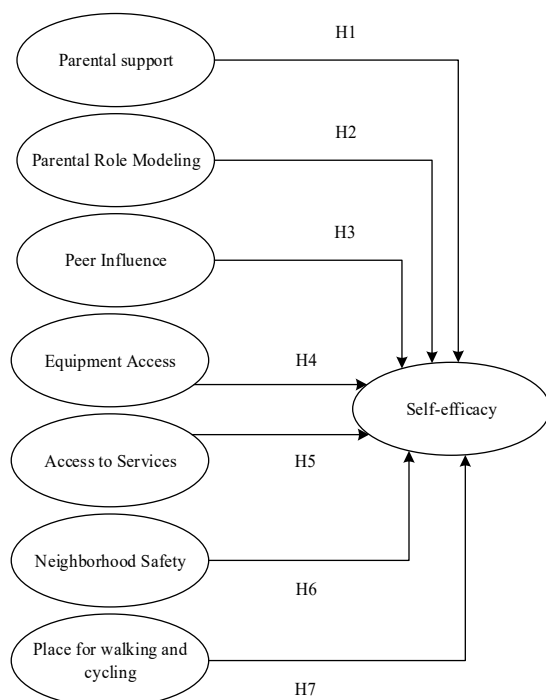 H1
Parental support
H2
Parental Role Modeling
H3
Peer Influence
Equipment Access
H4
Self-efficacy
Access to Services
H5
Neighborhood Safety
H6
Place for walking and
cycling
H7